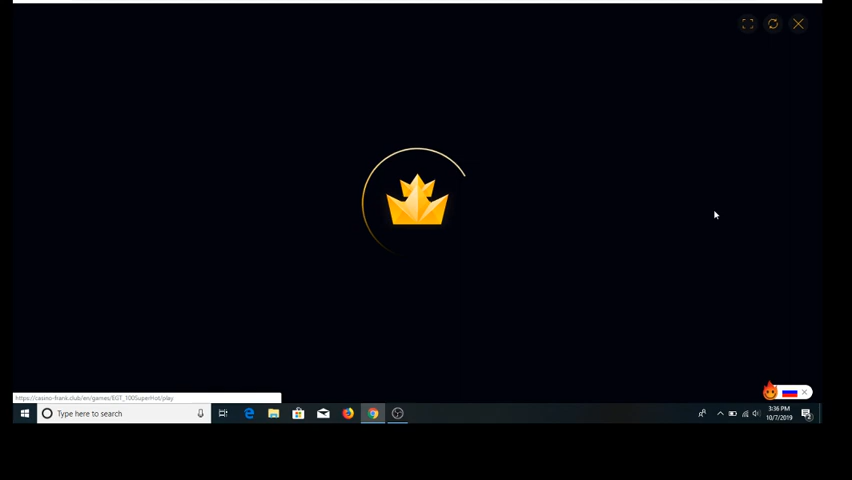 https://casino-frank.club/en/games/EGT_100SuperHot/play
Type here to search
3:36 PM
10/7/2019